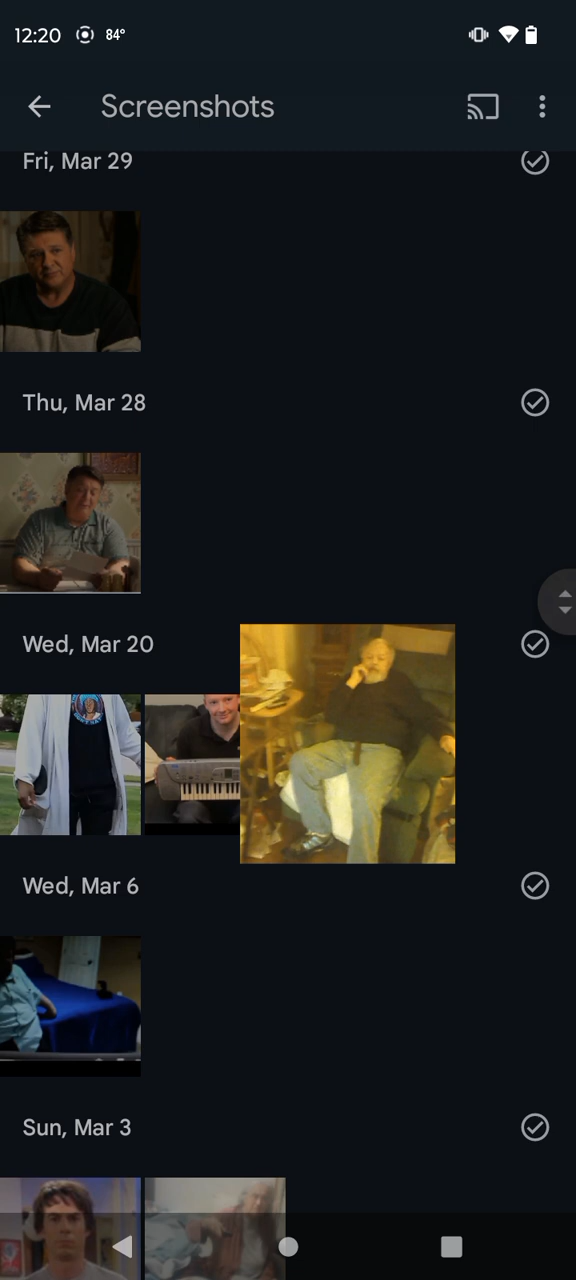 12:20 84°
Screenshots
Fri, Mar 29
Thu, Mar 28
Wed, Mar 20
Wed, Mar 6
Sun, Mar 3